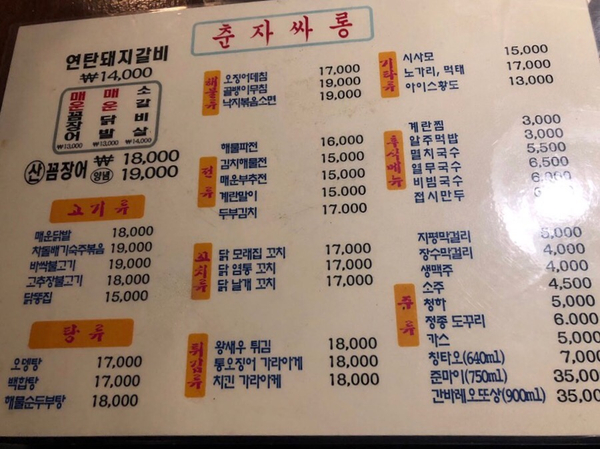 춘자싸롱
연탄돼지갈비
₩14,000
매운꼼장어 ₩13,000
매운닭발 ₩13,000
소갈비살 ₩14,000
산 꼼장어 ₩ 18,000
양념 19,000
고기류
매운닭발 18,000
차돌배기숙주볶음 19,000
바싹불고기 19,000
고추장불고기 18,000
닭똥집 15,000
탕류
오뎅탕 17,000
백합탕 17,000
해물순두부탕 18,000
해물류
오징어데침 17,000
골뱅이무침 19,000
낙지볶음소면 19,000
전류
해물파전 16,000
김치해물전 15,000
매운부추전 15,000
계란말이 15,000
두부김치 17.000
꼬치류
닭 모래집 꼬치 17,000
닭 염통 꼬치 17,000
닭 날개 꼬치 17,000
튀김류
왕새우 튀김 18,000
통오징어 가라아게 18,000
치킨 가라아게 18,000
기타류
시사모 15,000
노가리, 먹태 17,000
아이스황도 13,000
후식메뉴
계란찜 3,000
알주먹밥 3,000
멸치국수 5,500
열무국수 6,500
비빔국수
접시만두 5,000
주류
지평막걸리 5,000
장수막걸리 4,000
생맥주 4,000
소주 4,500
청하 5,000
정종 도꾸리 6.000
카스 5,000
칭타오(640ml) 7,000
준마이(750ml) 35,00
간바레오또상(900ml) 35,00